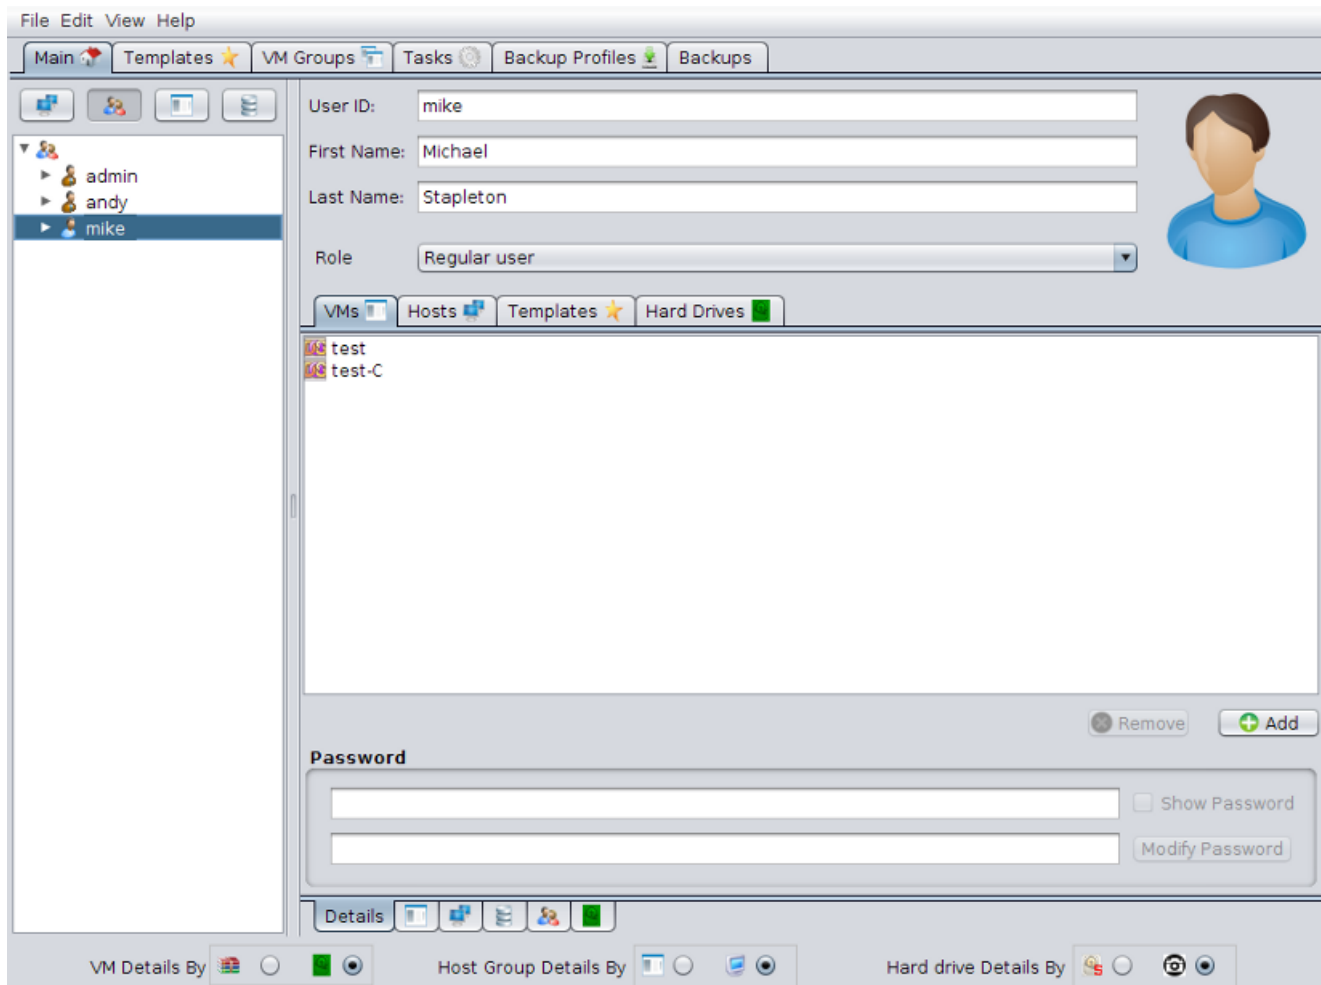 File Edit View Help
Main Templates VM Groups Tasks Backup Profiles Backups
User ID: mike
First Name: Michael
admin
andy
Last Name: Stapleton
mike
Role Regular user
VMs Hosts Templates Hard Drives
test
test-C
Remove Add
Password
Show Password
Modify Password
Details
VM Details By Host Group Details By Hard drive Details By